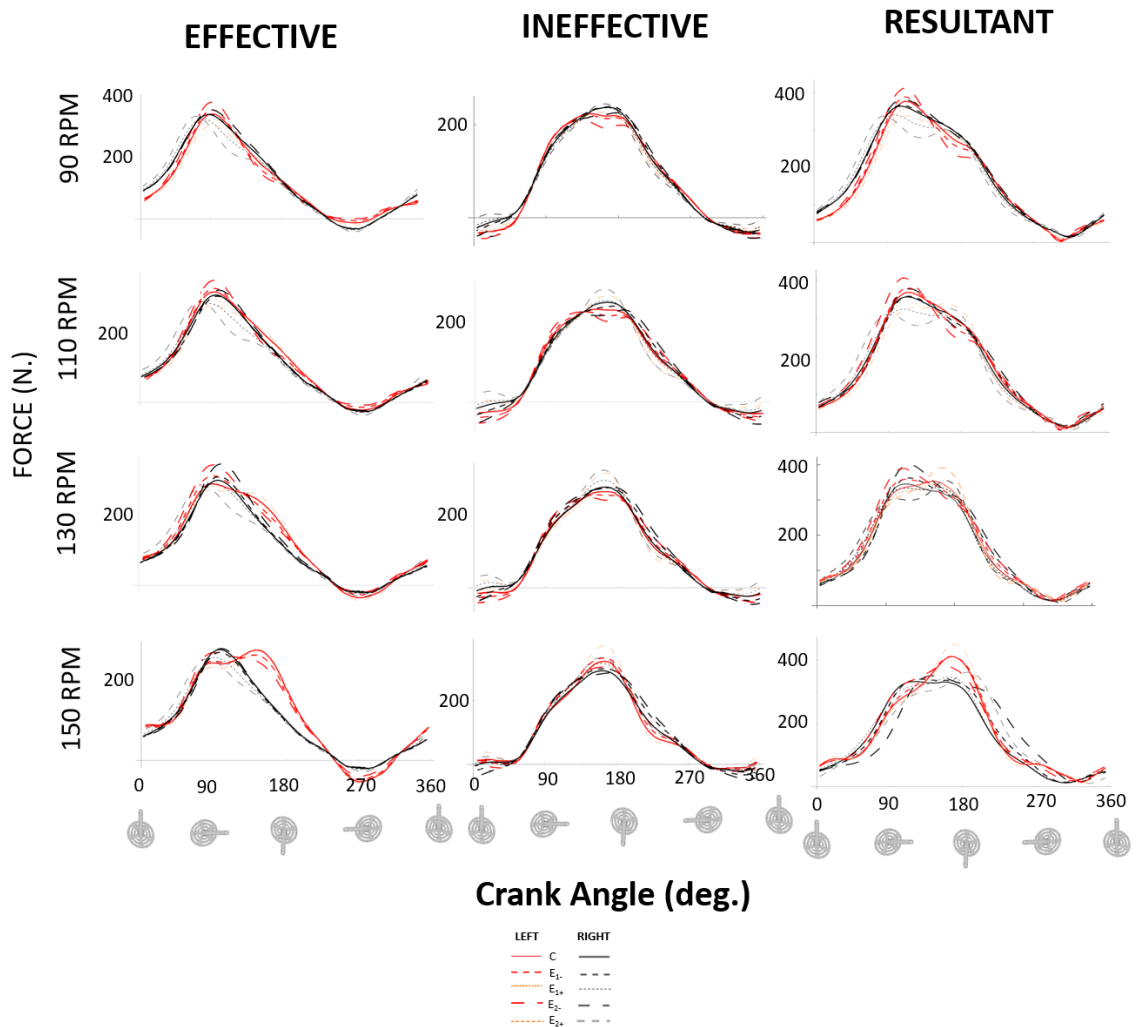 EFFECTIVE
INEFFECTIVE
RESULTANT
FORCE (N.)
90 RPM
400
200
200
400
200
110 RPM
200
200
400
200
130 RPM
200
200
400
300
200
100
150 RPM
200
200
400
200
0 90 180 270 360
0 90 180 270 360
0 90 180 270 360
Crank Angle (deg.)
LEFT RIGHT
C
E1-
E1+
E2-
E2+